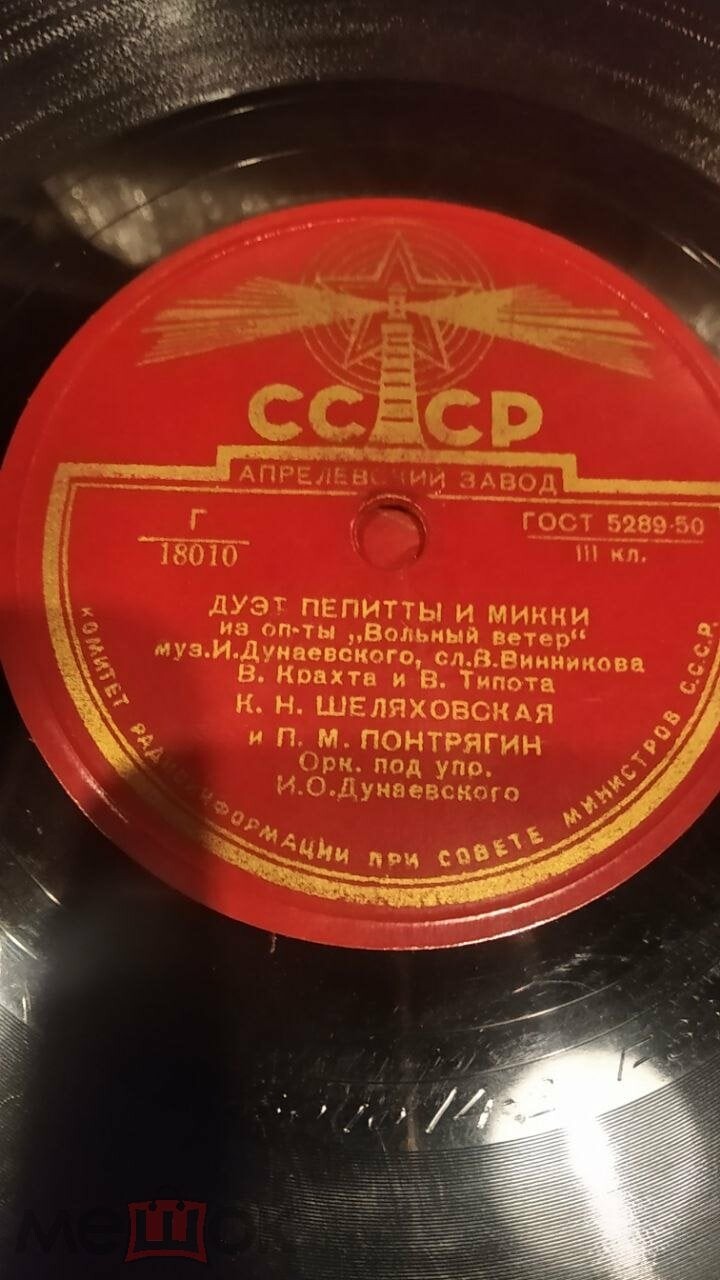 СССР
АПРЕЛЕВСКИЙ ЗАВОД
Г
18010
ГОСТ 5289-50
III кл.
ДУЭТ ПЕПИТТЫ И МИККИ
из оп-ты „Вольный ветер"
муз.И.Дунаевского, сл.В.Винникова
В. Крахта и В. Типота
К. Н. ШЕЛЯХОВСКАЯ
и П. М. ПОНТРЯГИН
Орк. под упр.
И.О.Дунаевского
КОМИТЕТ РАДИОИНФОРМАЦИИ ПРИ СОВЕТЕ МИНИСТРОВ С.С.С.Р.
мешок